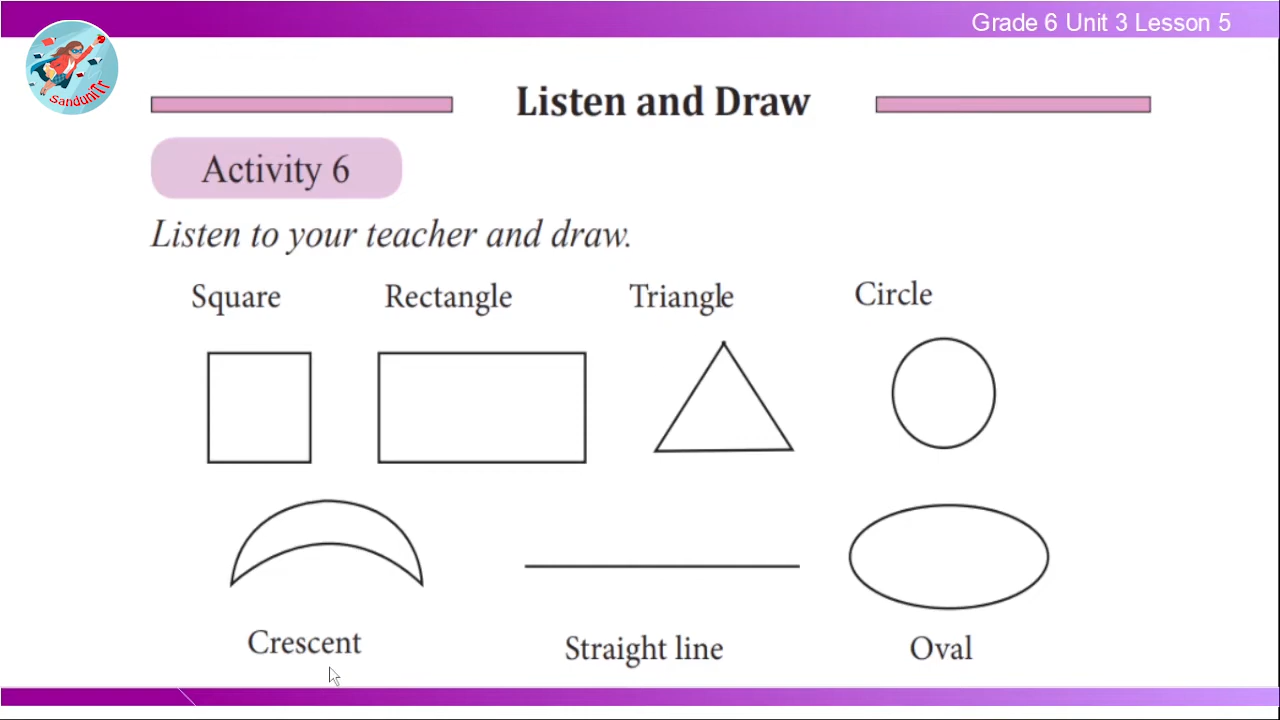 Grade 6 Unit 3 Lesson 5
SanduniTr
Listen and Draw
Activity 6
Listen to your teacher and draw.
Square Rectangle Triangle Circle
Crescent Straight line Oval